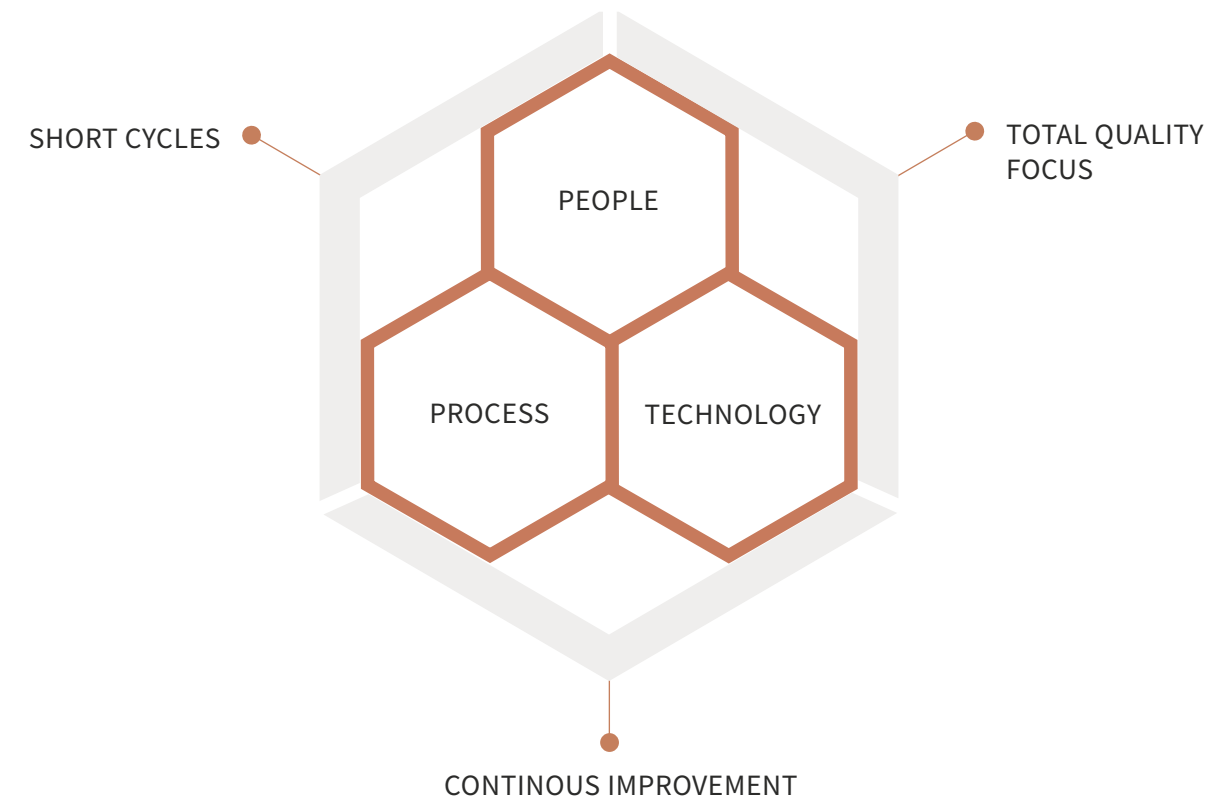 SHORT CYCLES
TOTAL QUALITY
FOCUS
PEOPLE
PROCESS
TECHNOLOGY
CONTINOUS IMPROVEMENT